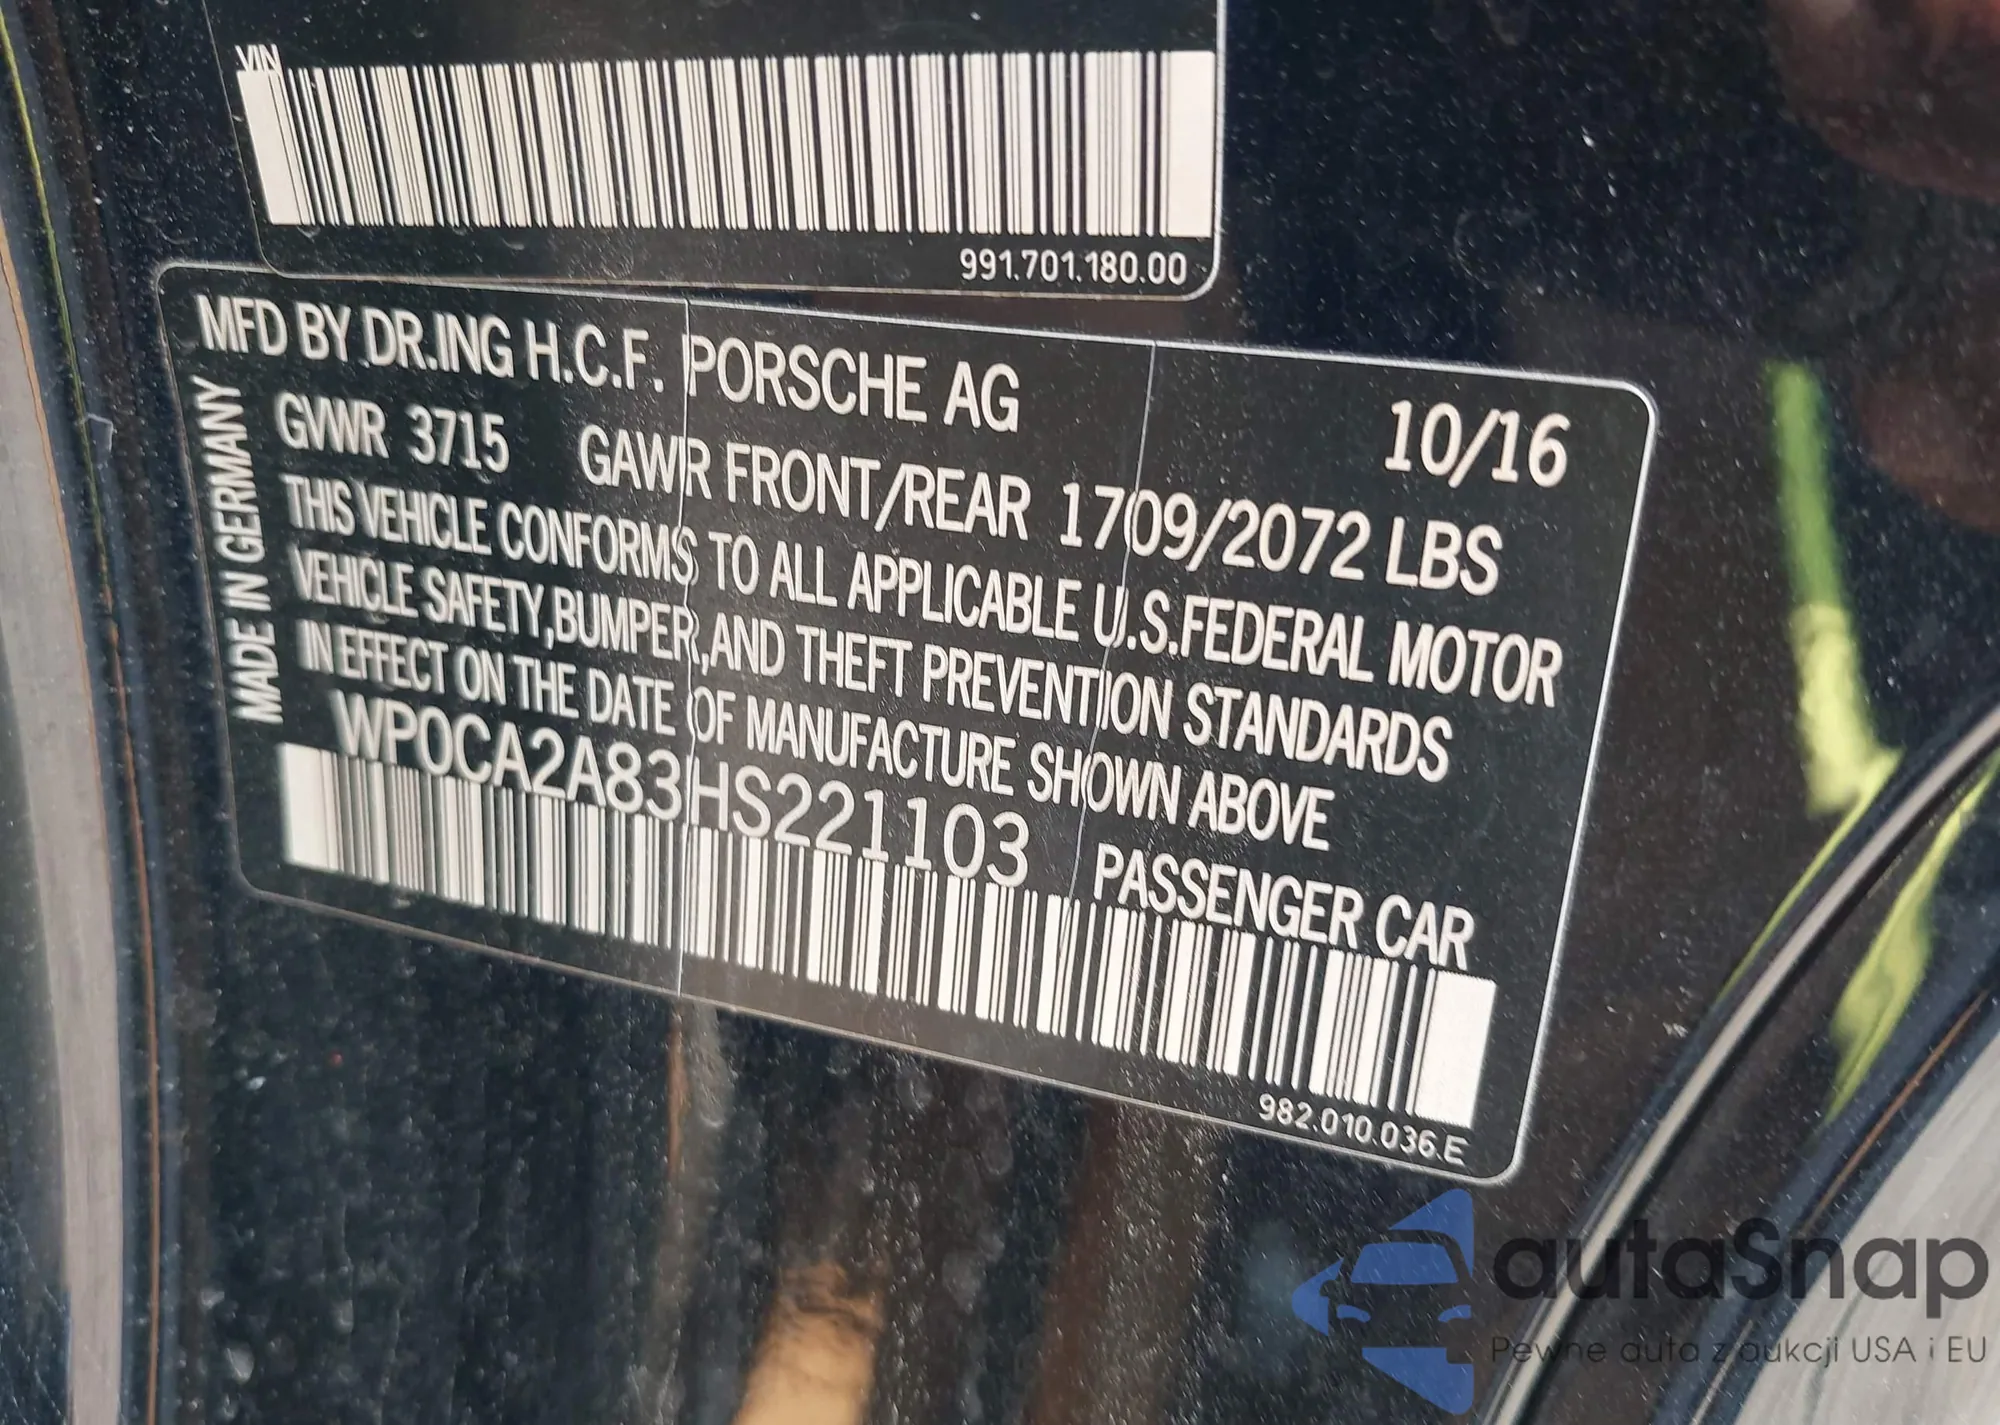 VIN
991.701.180.00
MFD BY DR.ING H.C.F. PORSCHE AG 10/16
GVWR 3715 GAWR FRONT/REAR 1709/2072 LBS
THIS VEHICLE CONFORMS TO ALL APPLICABLE U.S.FEDERAL MOTOR
VEHICLE SAFETY,BUMPER,AND THEFT PREVENTION STANDARDS
IN EFFECT ON THE DATE OF MANUFACTURE SHOWN ABOVE
WP0CA2A83HS221103 PASSENGER CAR
MADE IN GERMANY
982.010.036.E
autaSnap
Pewne auta z aukcji USA i EU